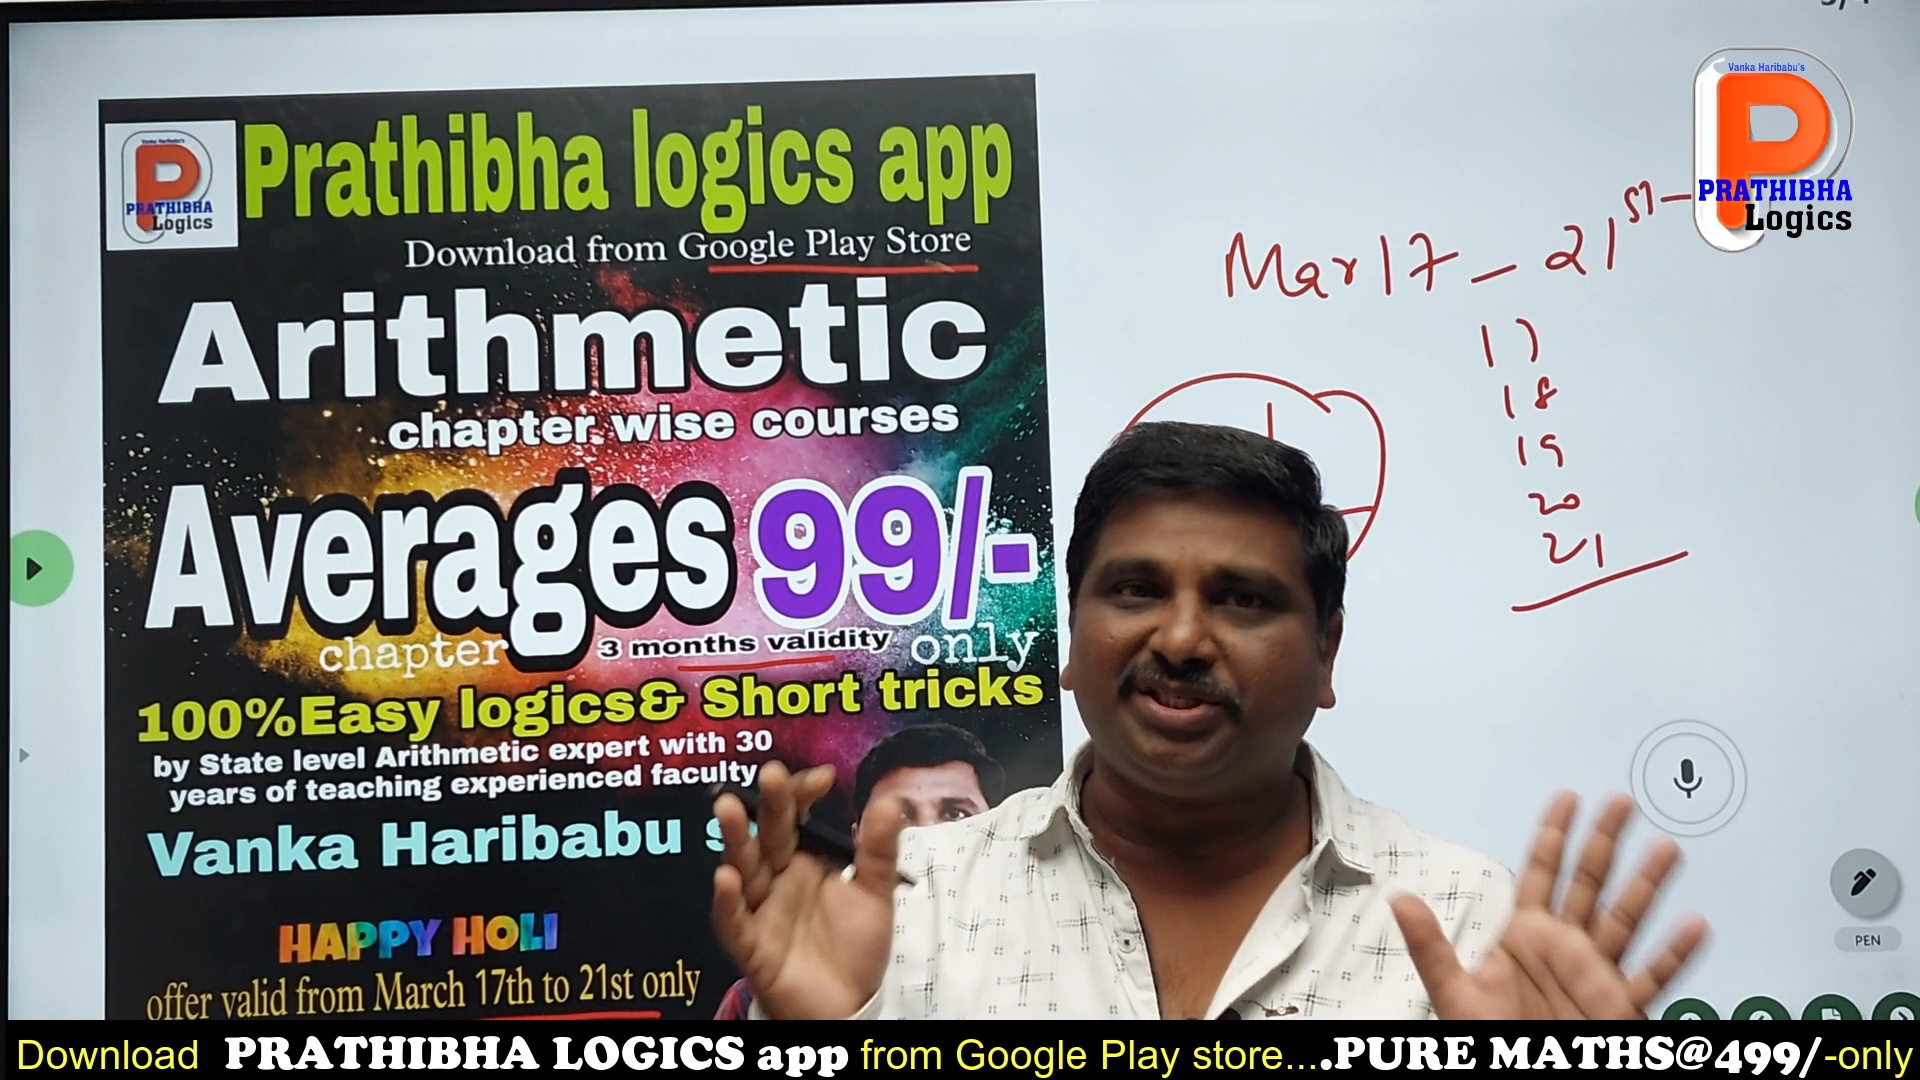 Vanka Haribabu's
PRATHIBHA
Logics
Prathibha logics app
PRATHIBHA
Logics
Download from Google Play Store
Arithmetic
chapter wise courses
Averages 99/-
chapter 3 months validity only
100%Easy logics& Short tricks
by State level Arithmetic expert with 30
years of teaching experienced faculty
Vanka Haribabu s
HAPPY HOLI
offer valid from March 17th to 21st only
Mar 17 - 21st
17
18
19
20
21
PEN
Download PRATHIBHA LOGICS app from Google Play store....PURE MATHS@499/-only